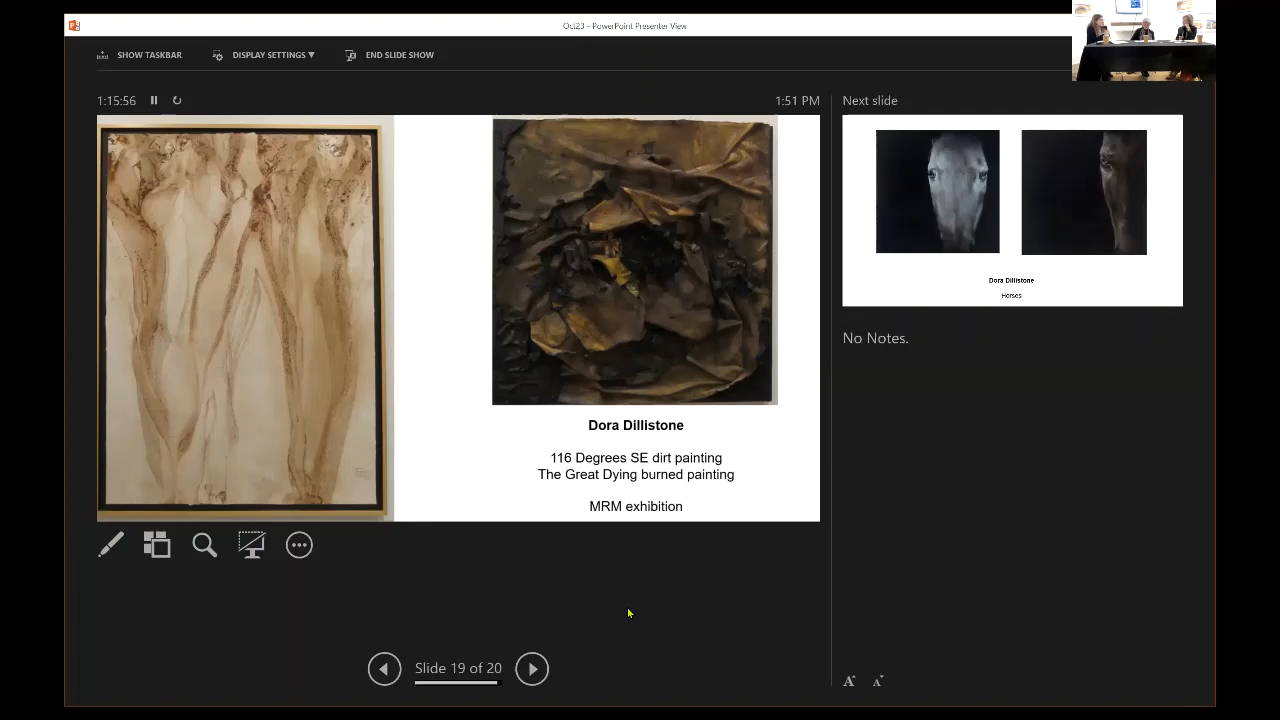 Oct23 - PowerPoint Presenter View
SHOW TASKBAR
DISPLAY SETTINGS ▼
END SLIDE SHOW
1:15:56
1:51 PM
Next slide
Dora Dillistone
116 Degrees SE dirt painting
The Great Dying burned painting
MRM exhibition
Dora Dillistone
Horses
No Notes.
Slide 19 of 20
A A